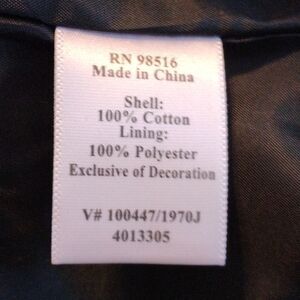 RN 98516
Made in China
Shell:
100% Cotton
Lining:
100% Polyester
Exclusive of Decoration
V# 100447/1970J
4013305